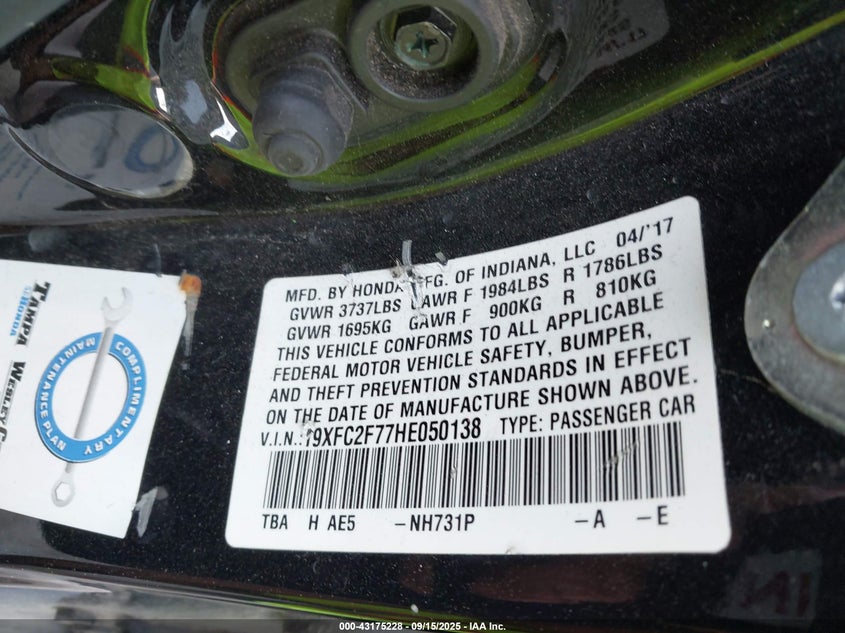 MFD. BY HONDA MFG. OF INDIANA, LLC 04/'17
GVWR 3737LBS GAWR F 1984LBS R 1786LBS
GVWR 1695KG GAWR F 900KG R 810KG
THIS VEHICLE CONFORMS TO ALL APPLICABLE
FEDERAL MOTOR VEHICLE SAFETY, BUMPER,
AND THEFT PREVENTION STANDARDS IN EFFECT
ON THE DATE OF MANUFACTURE SHOWN ABOVE.
V.I.N.: 19XFC2F77HE050138 TYPE: PASSENGER CAR
TBA H AE5 -NH731P -A -E
TAMPA
HONDA
WESLEY
COMPLIMENTARY
MAINTENANCE PLAN
000-43175228 - 09/15/2025 - IAA Inc.